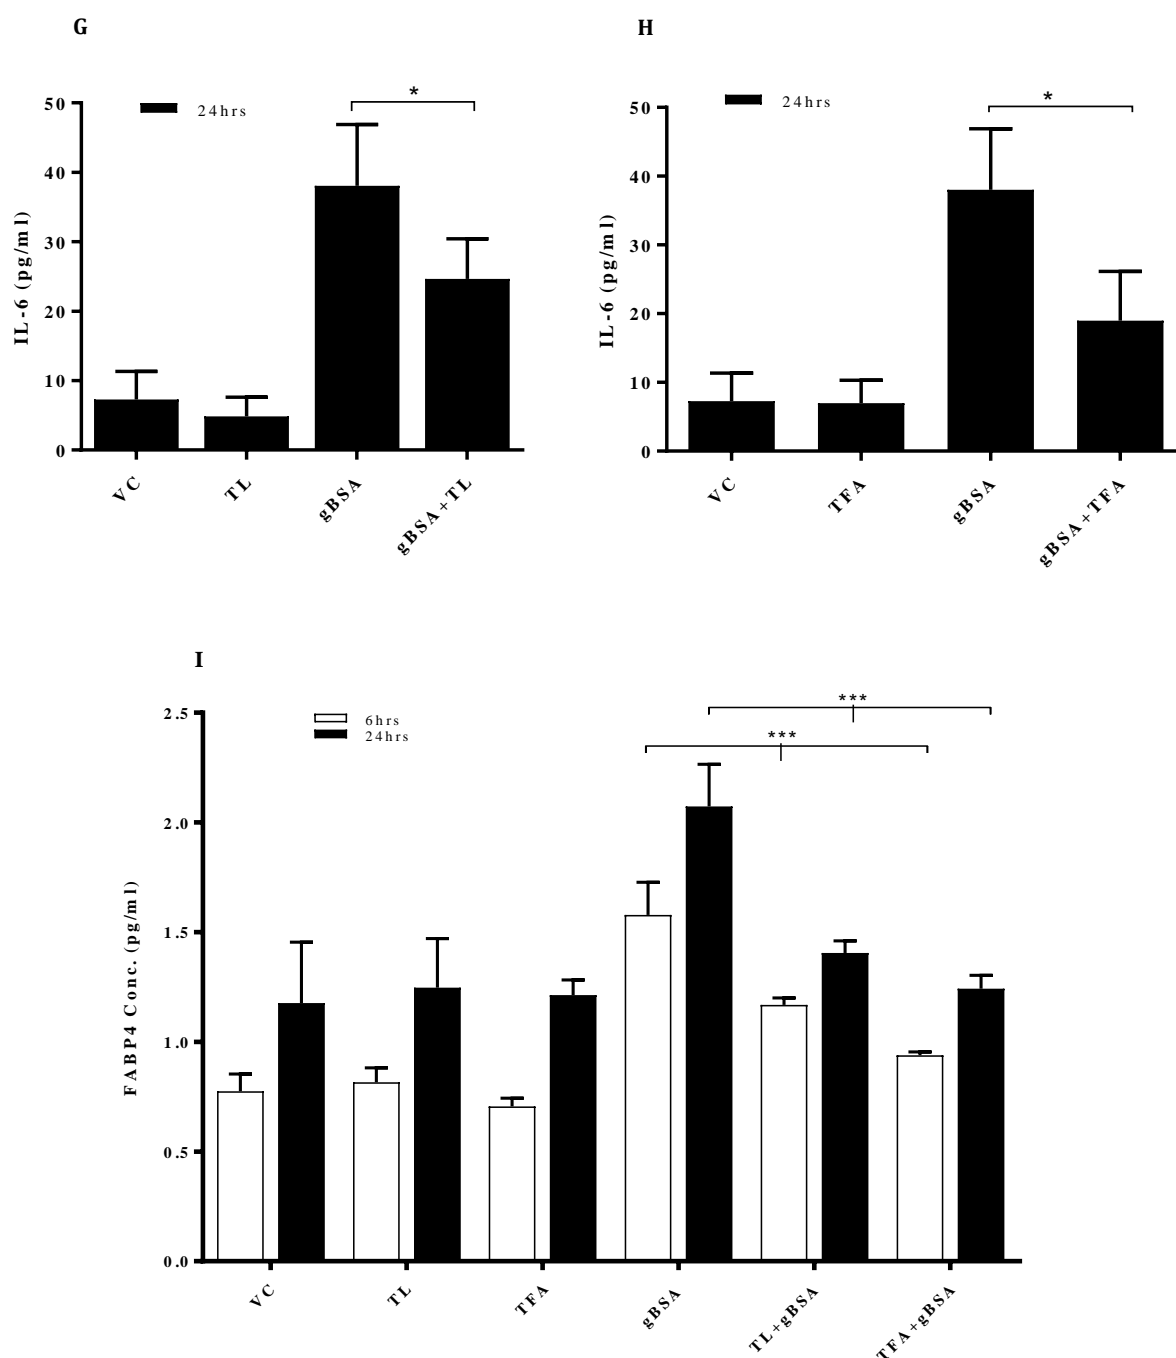 G
H
*
50
40
30
20
10
0
24hrs
IL-6 (pg/ml)
VC
TL
gBSA
gBSA+TL
*
50
40
30
20
10
0
24hrs
IL-6 (pg/ml)
VC
TFA
gBSA
gBSA+TFA
I
***
***
2.5
2.0
1.5
1.0
0.5
0.0
6hrs
24hrs
FABP4 Conc. (pg/ml)
VC
TL
TFA
gBSA
TL+gBSA
TFA+gBSA